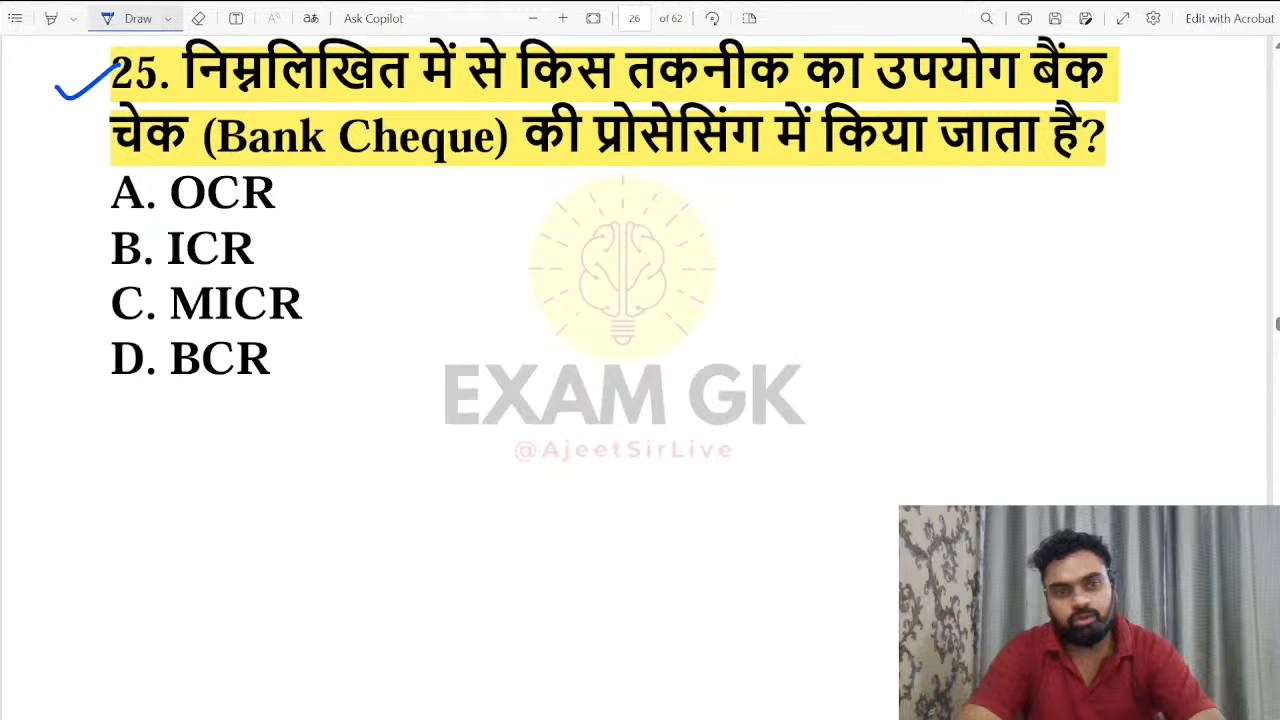 Draw
Ask Copilot
26 of 62
Edit with Acrobat
25. निम्नलिखित में से किस तकनीक का उपयोग बैंक
चेक (Bank Cheque) की प्रोसेसिंग में किया जाता है?
A. OCR
B. ICR
C. MICR
D. BCR
EXAM GK
@AjeetSirLive